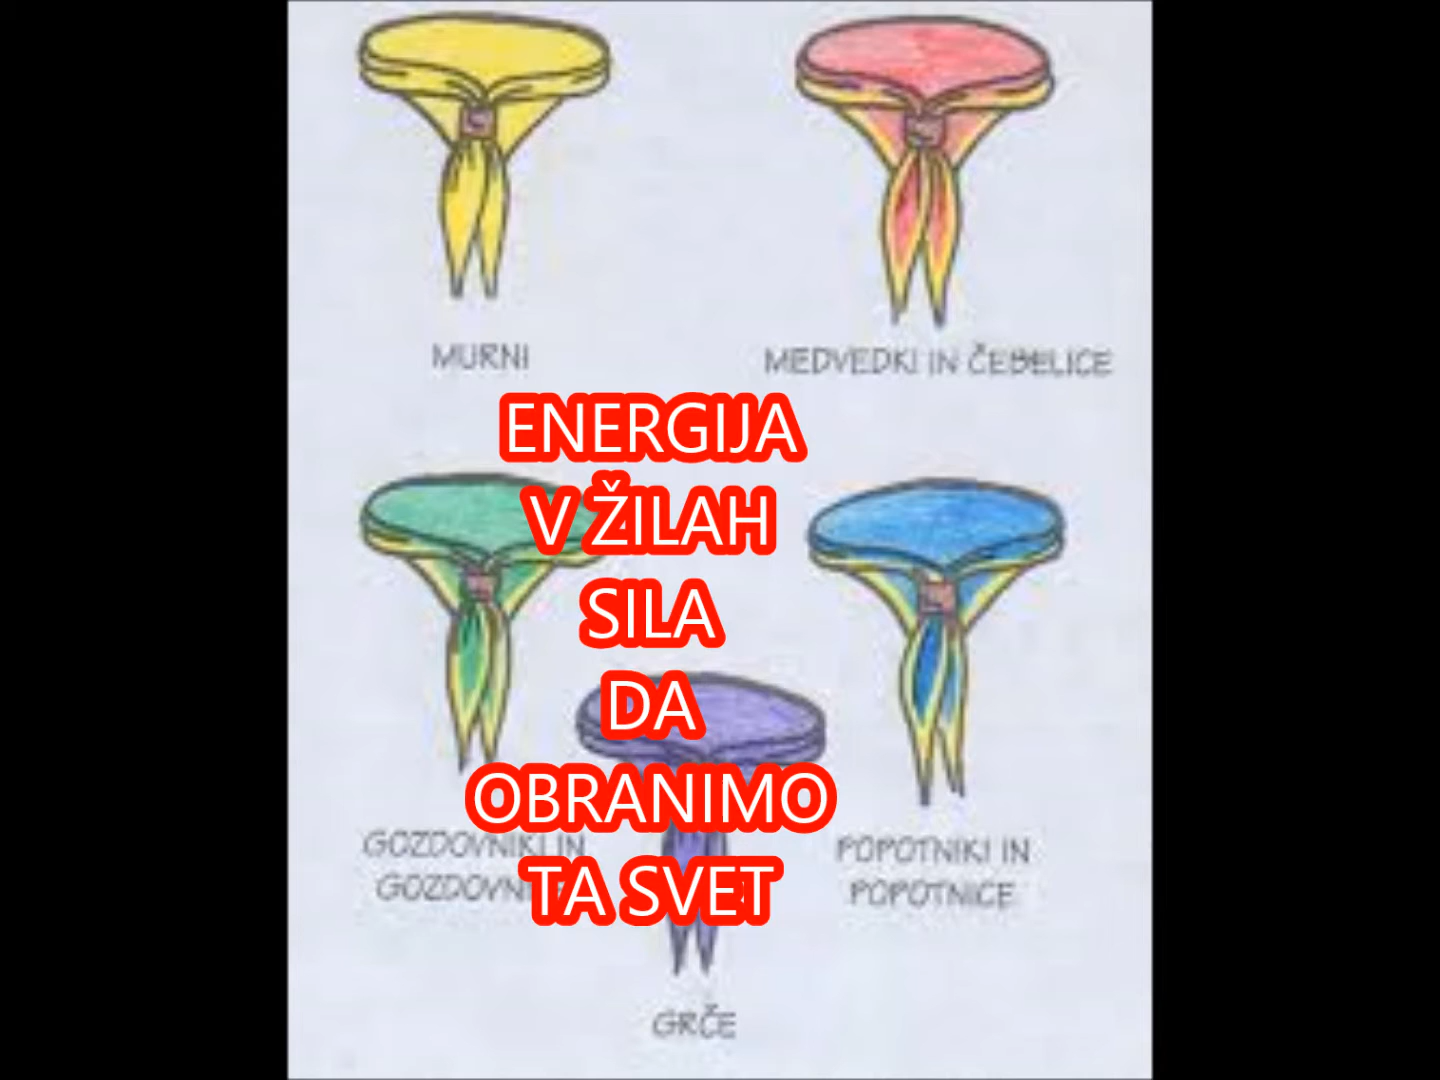 MURNI
MEDVEDKI IN ČEBELICE
ENERGIJA
V ŽILAH
SILA
DA
OBRANIMO
TA SVET
GOZDOVNIKI IN
POPOTNIKI IN
POPOTNICE
GRČE